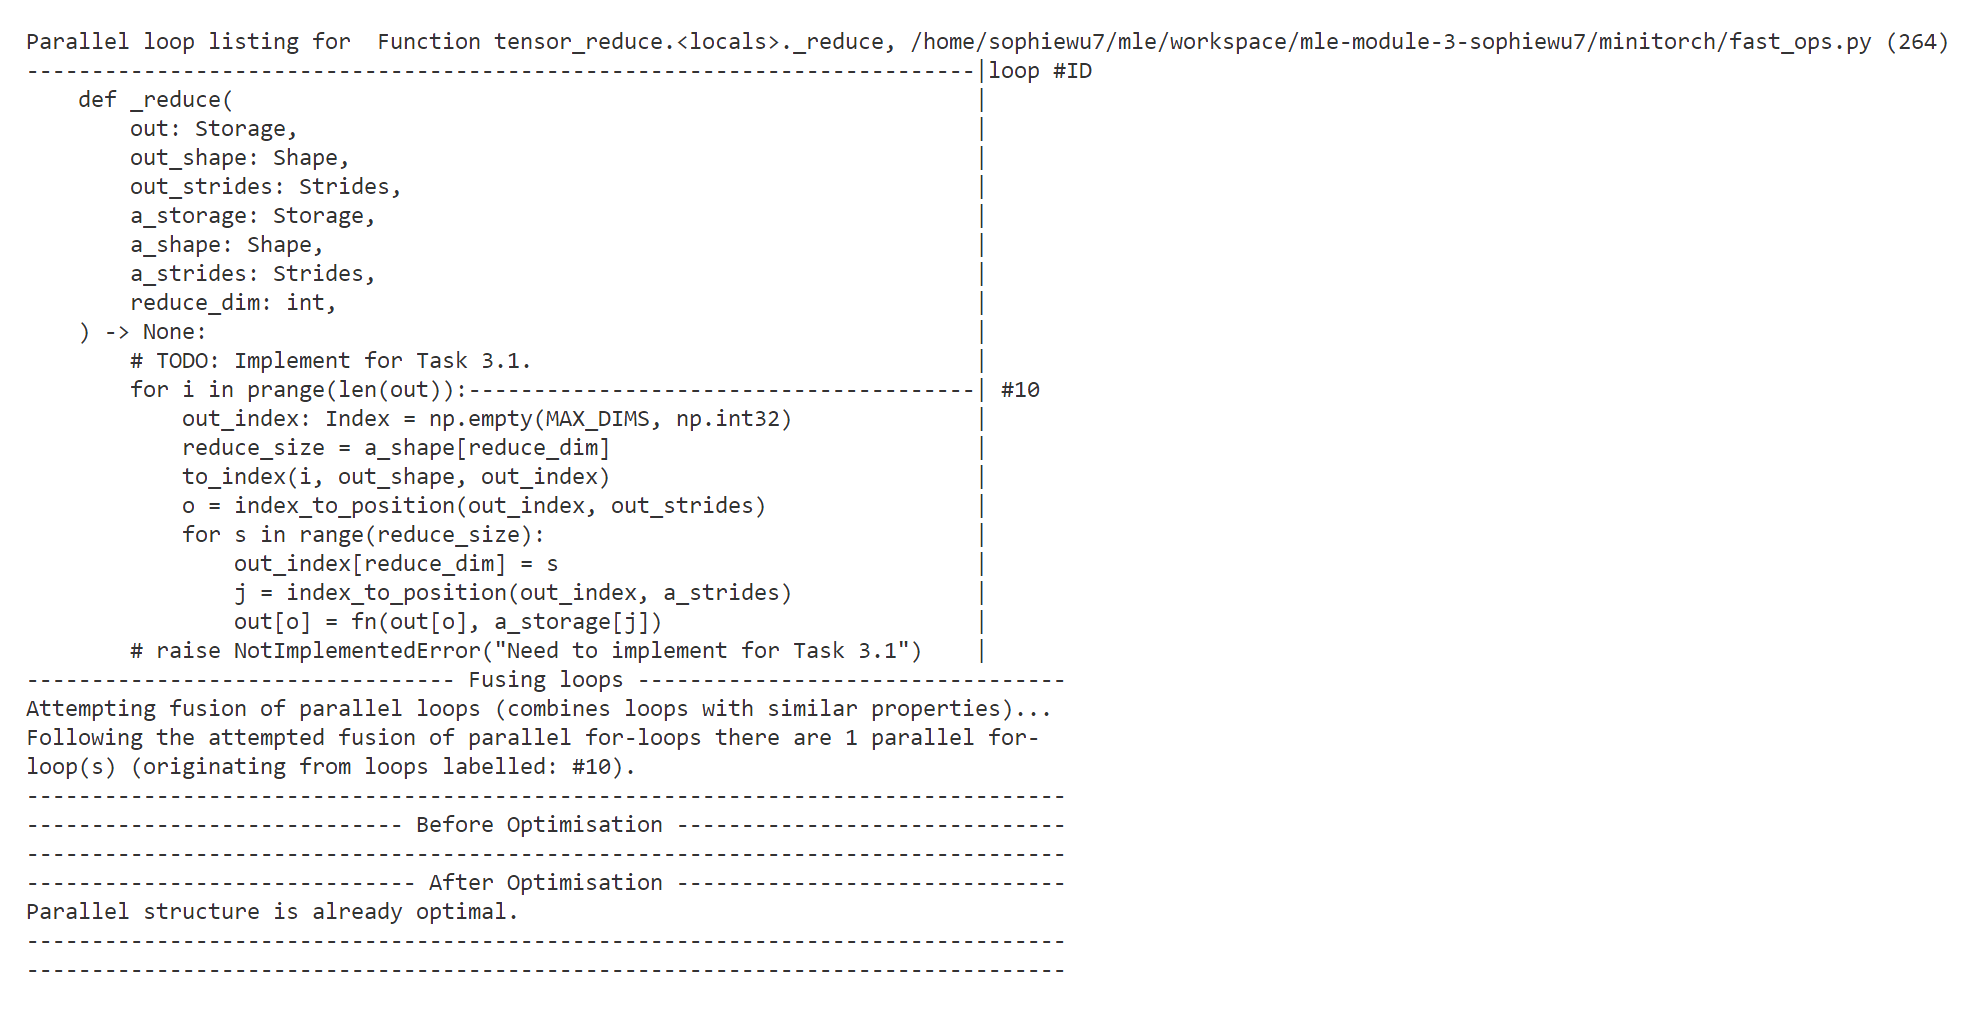 Parallel loop listing for  Function tensor_reduce.<locals>._reduce, /home/sophiewu7/mle/workspace/mle-module-3-sophiewu7/minitorch/fast_ops.py (264)
-------------------------------------------------------------------------|loop #ID
    def _reduce(                                                         |
        out: Storage,                                                    |
        out_shape: Shape,                                                |
        out_strides: Strides,                                            |
        a_storage: Storage,                                              |
        a_shape: Shape,                                                  |
        a_strides: Strides,                                              |
        reduce_dim: int,                                                 |
    ) -> None:                                                           |
        # TODO: Implement for Task 3.1.                                  |
        for i in prange(len(out)):---------------------------------------| #10
            out_index: Index = np.empty(MAX_DIMS, np.int32)              |
            reduce_size = a_shape[reduce_dim]                            |
            to_index(i, out_shape, out_index)                            |
            o = index_to_position(out_index, out_strides)                |
            for s in range(reduce_size):                                 |
                out_index[reduce_dim] = s                                |
                j = index_to_position(out_index, a_strides)              |
                out[o] = fn(out[o], a_storage[j])                        |
        # raise NotImplementedError("Need to implement for Task 3.1")    |
--------------------------------- Fusing loops ---------------------------------
Attempting fusion of parallel loops (combines loops with similar properties)...
Following the attempted fusion of parallel for-loops there are 1 parallel for-
loop(s) (originating from loops labelled: #10).
--------------------------------------------------------------------------------
----------------------------- Before Optimisation ------------------------------
--------------------------------------------------------------------------------
------------------------------ After Optimisation ------------------------------
Parallel structure is already optimal.
--------------------------------------------------------------------------------
--------------------------------------------------------------------------------